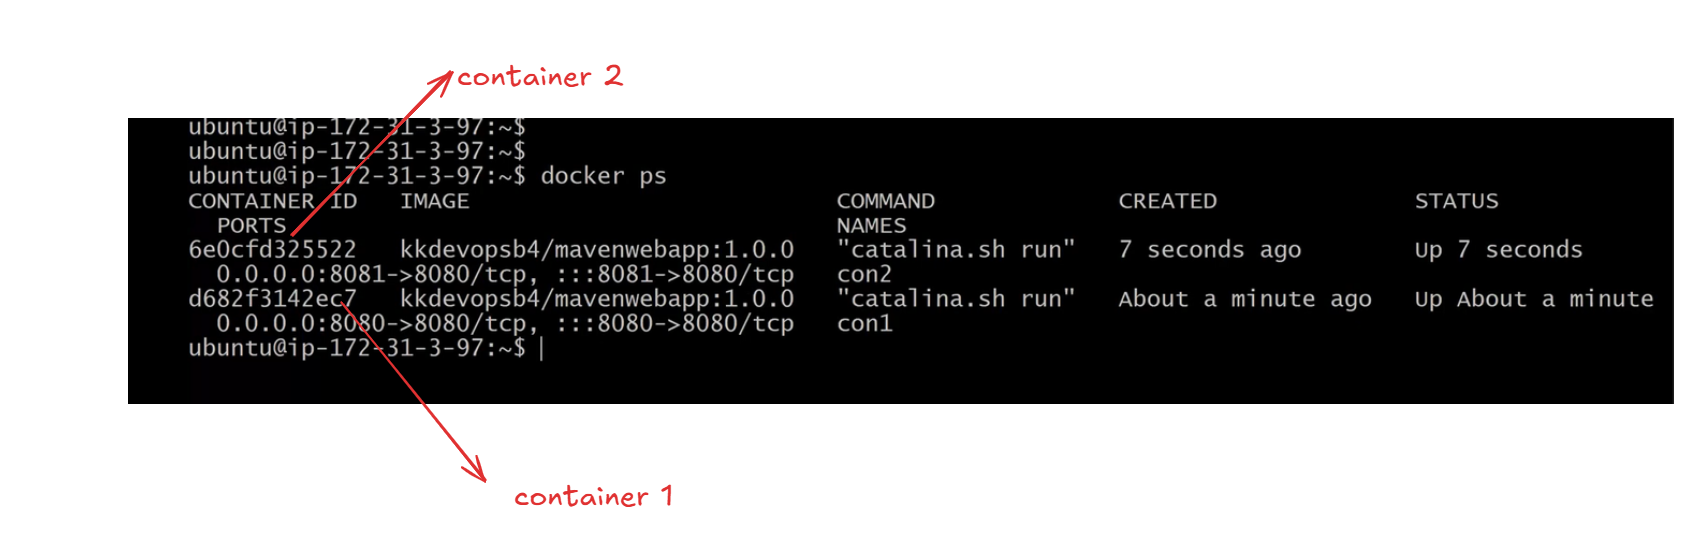 container 2
ubuntu@ip-172-31-3-97:~$
ubuntu@ip-172-31-3-97:~$
ubuntu@ip-172-31-3-97:~$ docker ps
CONTAINER ID   IMAGE   COMMAND   CREATED   STATUS
PORTS   NAMES
6e0cfd325522   kkdevopsb4/mavenwebapp:1.0.0   "catalina.sh run"   7 seconds ago   Up 7 seconds
0.0.0.0:8081->8080/tcp, :::8081->8080/tcp   con2
d682f3142ec7   kkdevopsb4/mavenwebapp:1.0.0   "catalina.sh run"   About a minute ago   Up About a minute
0.0.0.0:8080->8080/tcp, :::8080->8080/tcp   con1
ubuntu@ip-172-31-3-97:~$
container 1